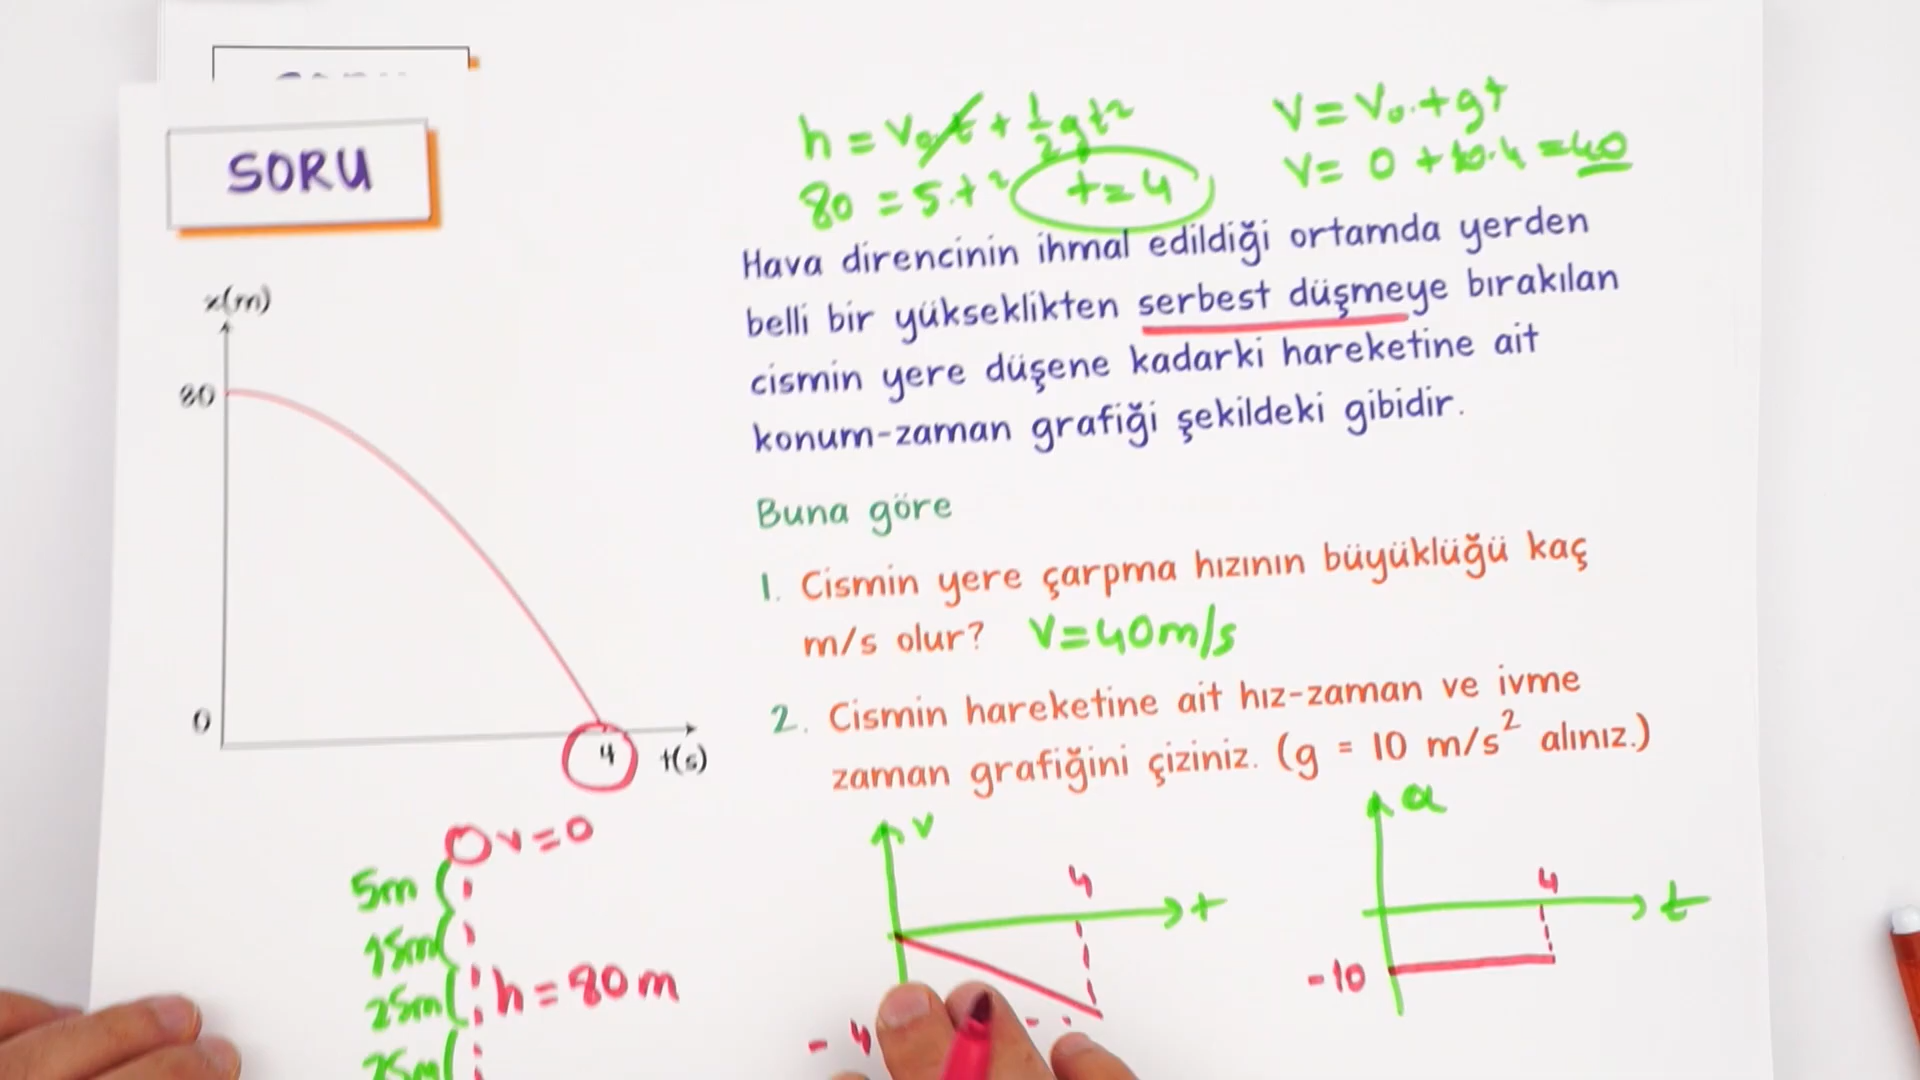 SORU
h = v₀t + 1/2 gt²
80 = 5.t²
t=4
V = V₀.+gt
V = 0 + 10.4 = 40
Hava direncinin ihmal edildiği ortamda yerden
belli bir yükseklikten serbest düşmeye bırakılan
cismin yere düşene kadarki hareketine ait
konum-zaman grafiği şekildeki gibidir.
x(m)
80
0
4
t(s)
Buna göre
1. Cismin yere çarpma hızının büyüklüğü kaç
m/s olur? V=40m/s
2. Cismin hareketine ait hız-zaman ve ivme
zaman grafiğini çiziniz. (g = 10 m/s² alınız.)
v=0
5m
15m
25m
h=80m
v
4
t
- 4
a
4
t
-10